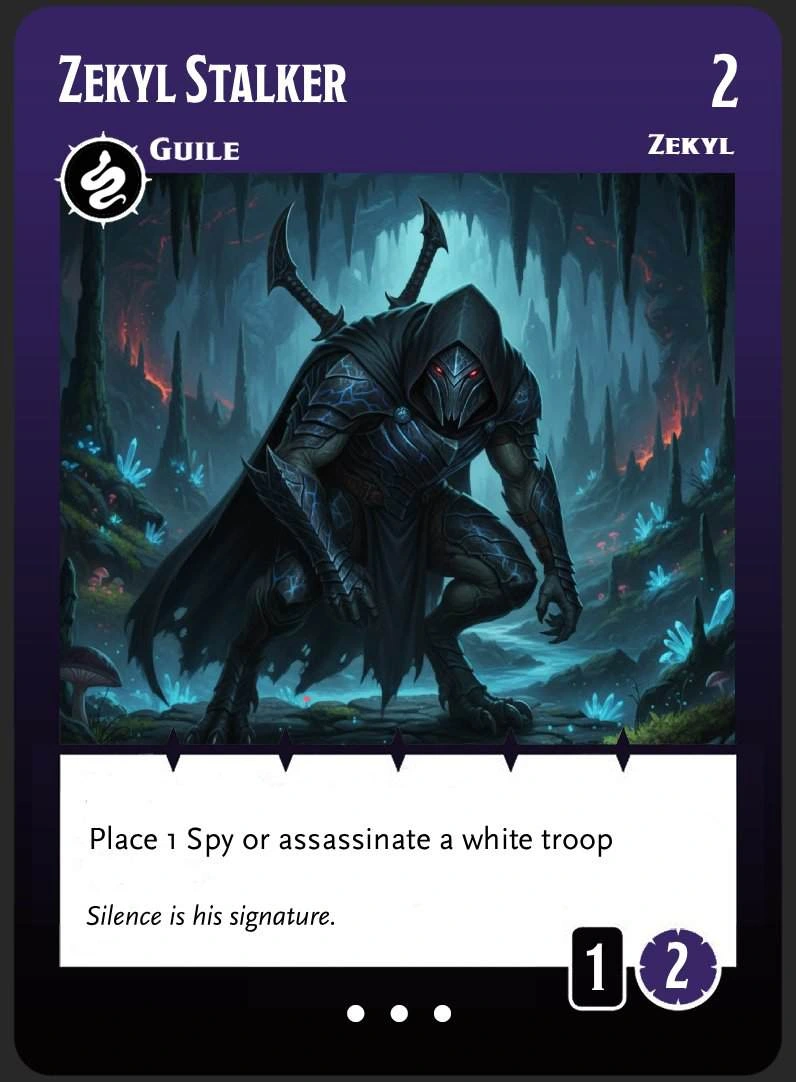 Zekyl Stalker 2
Guile Zekyl
Place 1 Spy or assassinate a white troop
Silence is his signature.
1 2